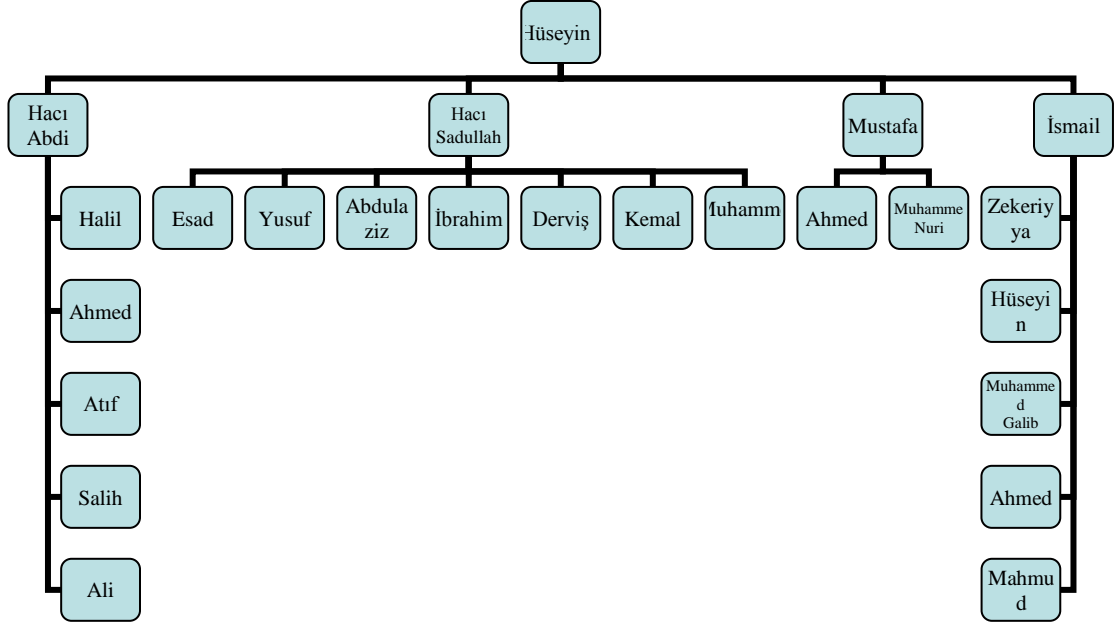 Hüseyin
Hacı
Abdi
Hacı
Sadullah
Mustafa
İsmail
Halil
Esad
Yusuf
Abdula
ziz
İbrahim
Derviş
Kemal
Muhamm
Ahmed
Muhamme
Nuri
Zekeriy
ya
Ahmed
Hüseyi
n
Atıf
Muhamme
d
Galib
Salih
Ahmed
Ali
Mahmu
d